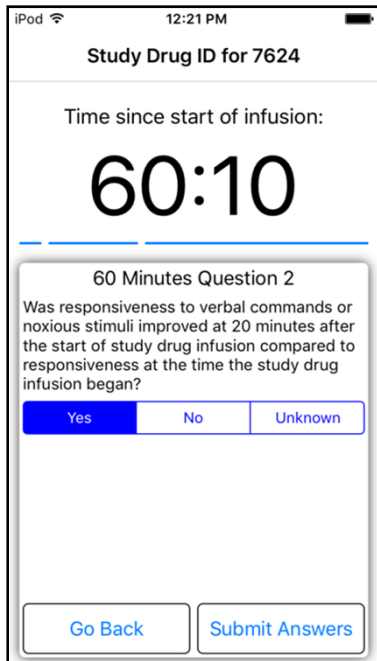 iPod 12:21 PM
Study Drug ID for 7624
Time since start of infusion:
60:10
60 Minutes Question 2
Was responsiveness to verbal commands or
noxious stimuli improved at 20 minutes after
the start of study drug infusion compared to
responsiveness at the time the study drug
infusion began?
Yes No Unknown
Go Back Submit Answers